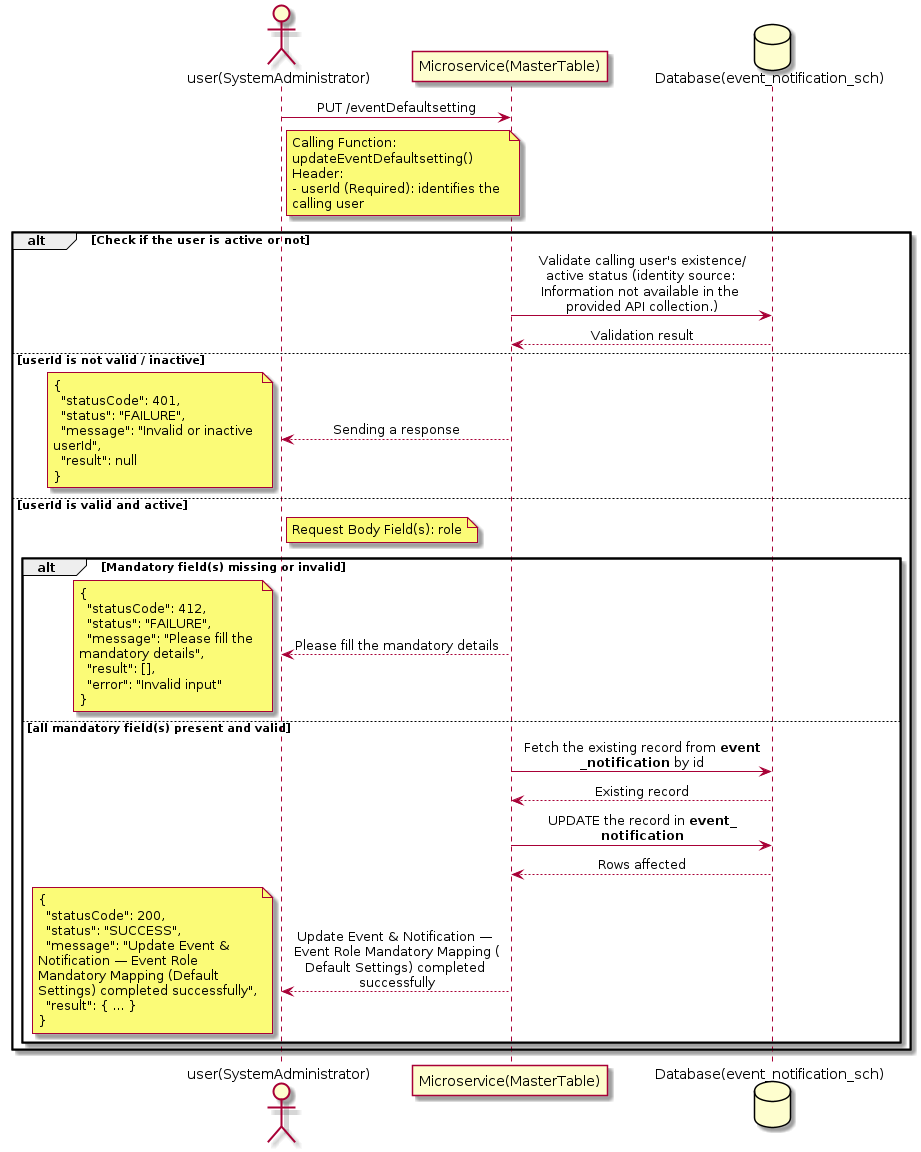 user(SystemAdministrator)
Microservice(MasterTable)
Database(event_notification_sch)
PUT /eventDefaultsetting
Calling Function:
updateEventDefaultsetting()
Header:
- userId (Required): identifies the
calling user
alt
[Check if the user is active or not]
Validate calling user's existence/
active status (identity source:
Information not available in the
provided API collection.)
Validation result
[userId is not valid / inactive]
{
"statusCode": 401,
"status": "FAILURE",
"message": "Invalid or inactive
userId",
"result": null
}
Sending a response
[userId is valid and active]
Request Body Field(s): role
alt
[Mandatory field(s) missing or invalid]
{
"statusCode": 412,
"status": "FAILURE",
"message": "Please fill the
mandatory details",
"result": [],
"error": "Invalid input"
}
Please fill the mandatory details
[all mandatory field(s) present and valid]
Fetch the existing record from event
_notification by id
Existing record
UPDATE the record in event_
notification
Rows affected
{
"statusCode": 200,
"status": "SUCCESS",
"message": "Update Event &
Notification — Event Role
Mandatory Mapping (Default
Settings) completed successfully",
"result": { ... }
}
Update Event & Notification —
Event Role Mandatory Mapping (
Default Settings) completed
successfully
user(SystemAdministrator)
Microservice(MasterTable)
Database(event_notification_sch)